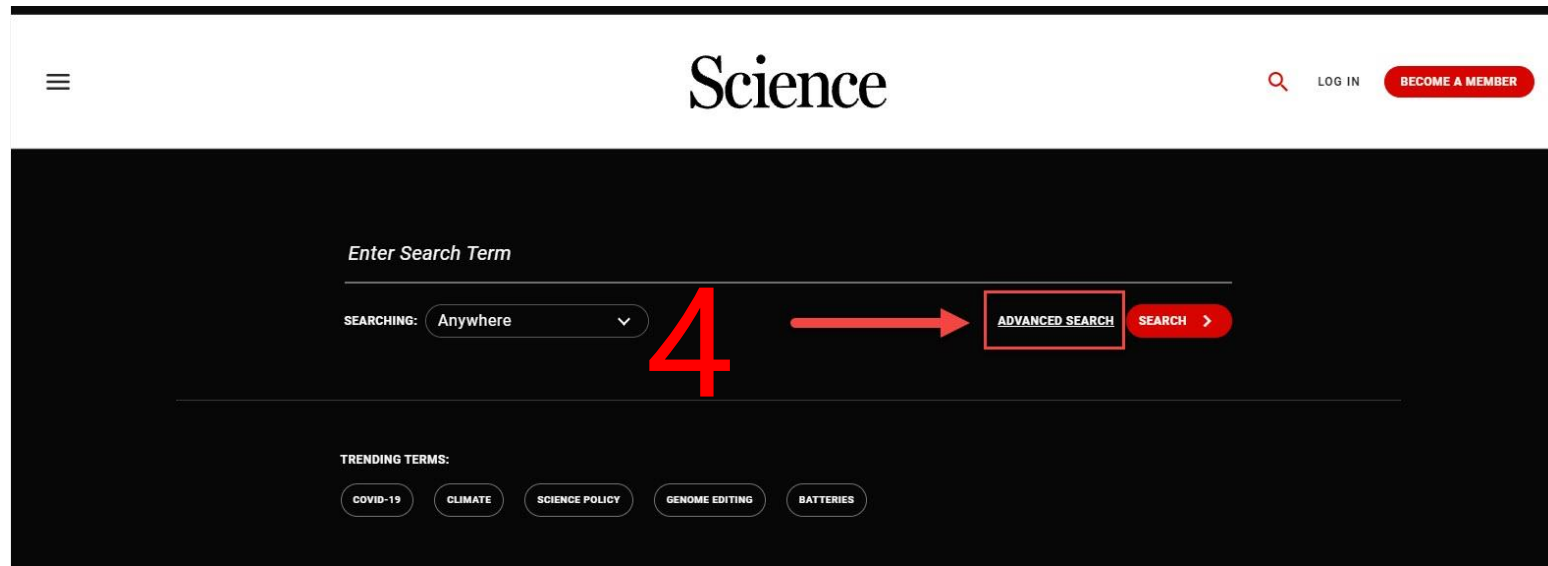 Science
LOG IN
BECOME A MEMBER
Enter Search Term
SEARCHING: Anywhere
4
ADVANCED SEARCH
SEARCH
TRENDING TERMS:
COVID-19
CLIMATE
SCIENCE POLICY
GENOME EDITING
BATTERIES